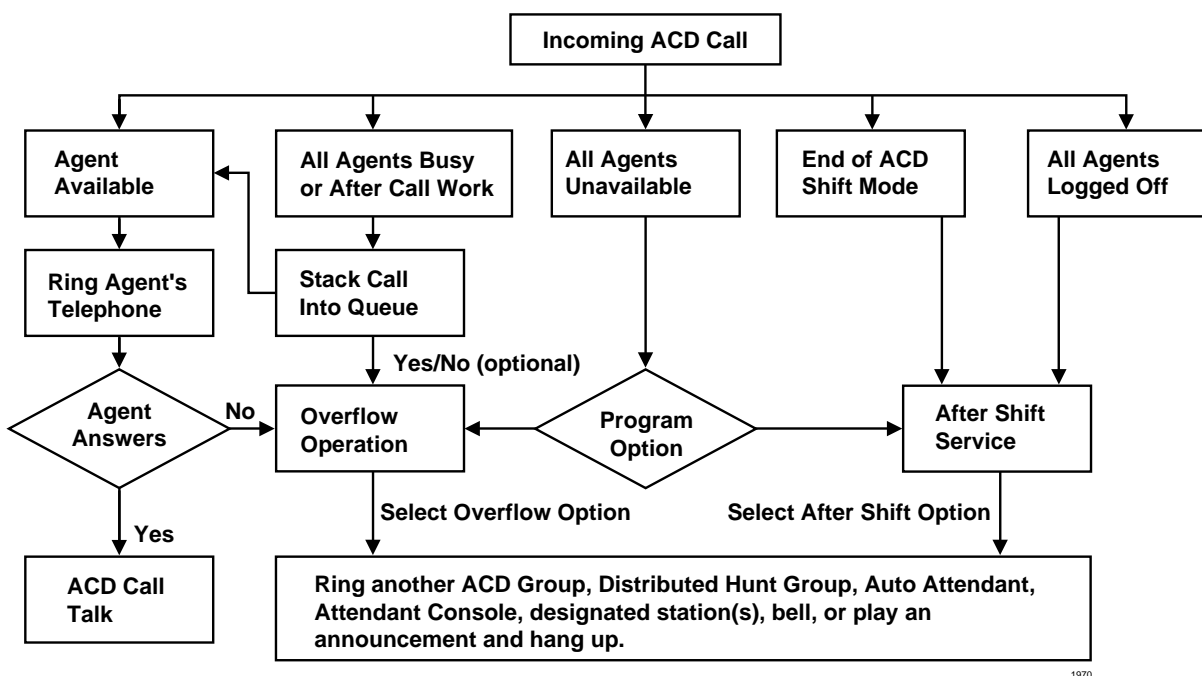 Incoming ACD Call
Agent
Available
All Agents Busy
or After Call Work
All Agents
Unavailable
End of ACD
Shift Mode
All Agents
Logged Off
Ring Agent's
Telephone
Stack Call
Into Queue
Yes/No (optional)
Agent
Answers
No
Overflow
Operation
Program
Option
After Shift
Service
Select Overflow Option
Select After Shift Option
Yes
ACD Call
Talk
Ring another ACD Group, Distributed Hunt Group, Auto Attendant,
Attendant Console, designated station(s), bell, or play an
announcement and hang up.
1970